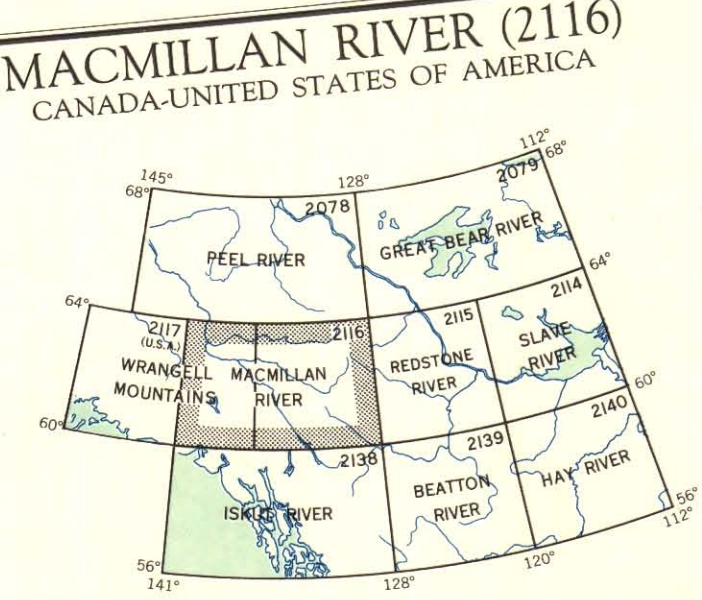 MACMILLAN RIVER (2116)
CANADA-UNITED STATES OF AMERICA
112°
68°
145°
68°
128°
2079
2078
GREAT BEAR RIVER
PEEL RIVER
64°
64°
2114
2115
2117
(U.S.A.)
2116
SLAVE
RIVER
REDSTONE
RIVER
WRANGELL
MOUNTAINS
MACMILLAN
RIVER
60°
60°
2140
2139
2138
HAY RIVER
BEATTON
RIVER
ISKUT RIVER
56°
112°
120°
56°
141°
128°